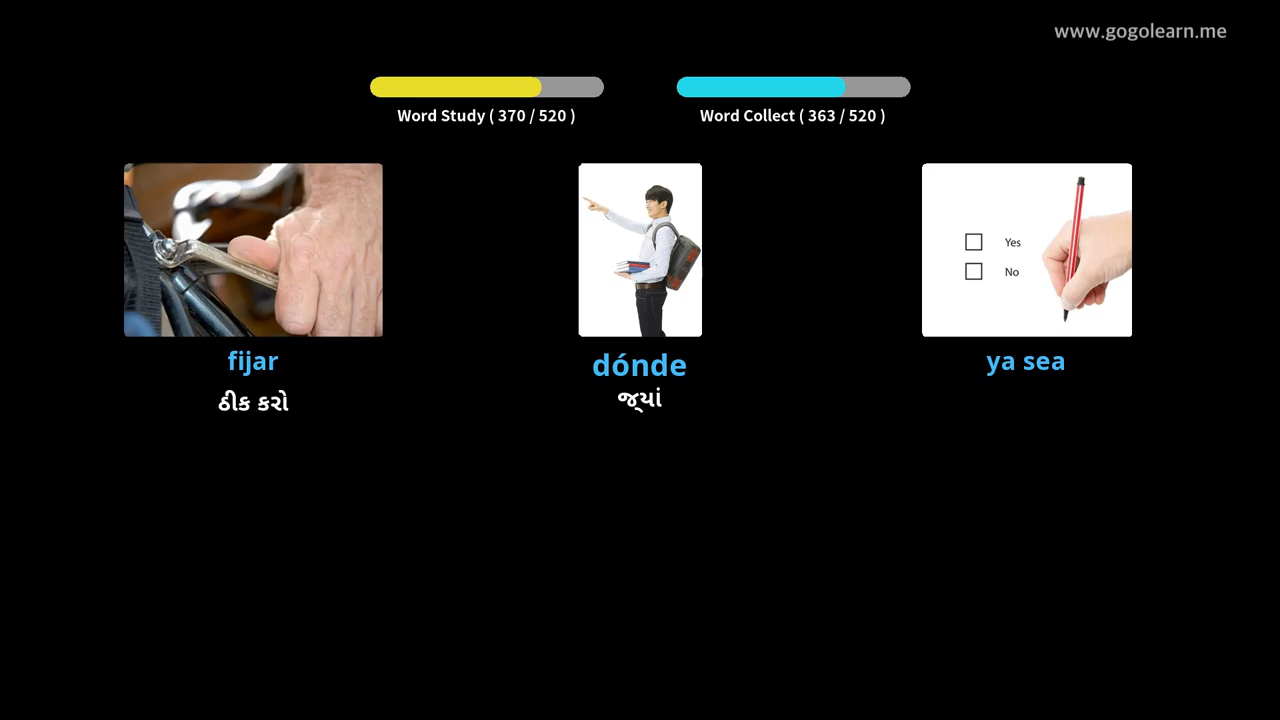 www.gogolearn.me
Word Study ( 370 / 520 )
Word Collect ( 363 / 520 )
Yes
No
fijar
dónde
ya sea
ઠીક કરો
જ્યાં